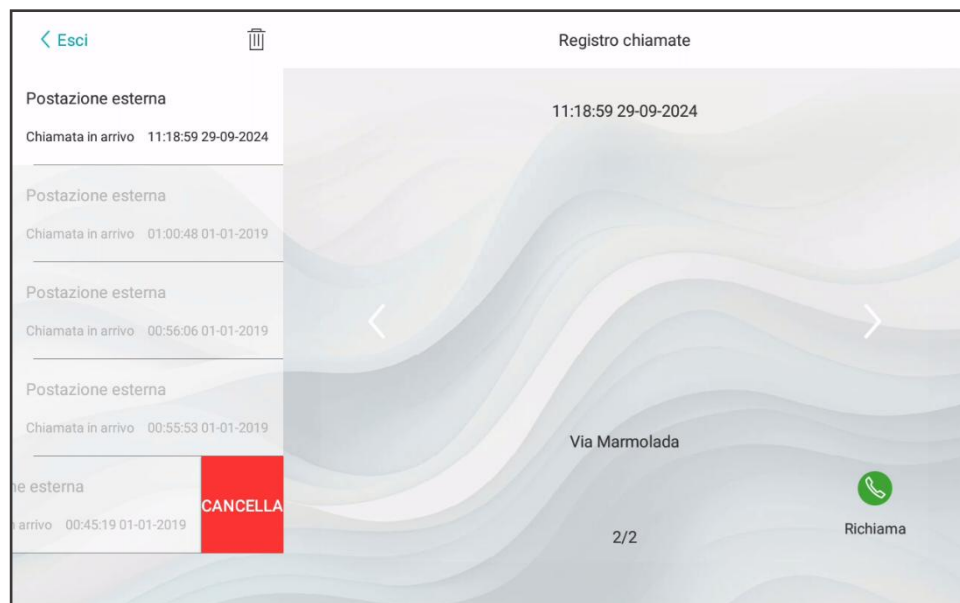 Esci
Registro chiamate
Postazione esterna
Chiamata in arrivo 11:18:59 29-09-2024
Postazione esterna
Chiamata in arrivo 01:00:48 01-01-2019
Postazione esterna
Chiamata in arrivo 00:56:06 01-01-2019
Postazione esterna
Chiamata in arrivo 00:55:53 01-01-2019
ne esterna
arrivo 00:45:19 01-01-2019
CANCELLA
11:18:59 29-09-2024
Via Marmolada
2/2
Richiama